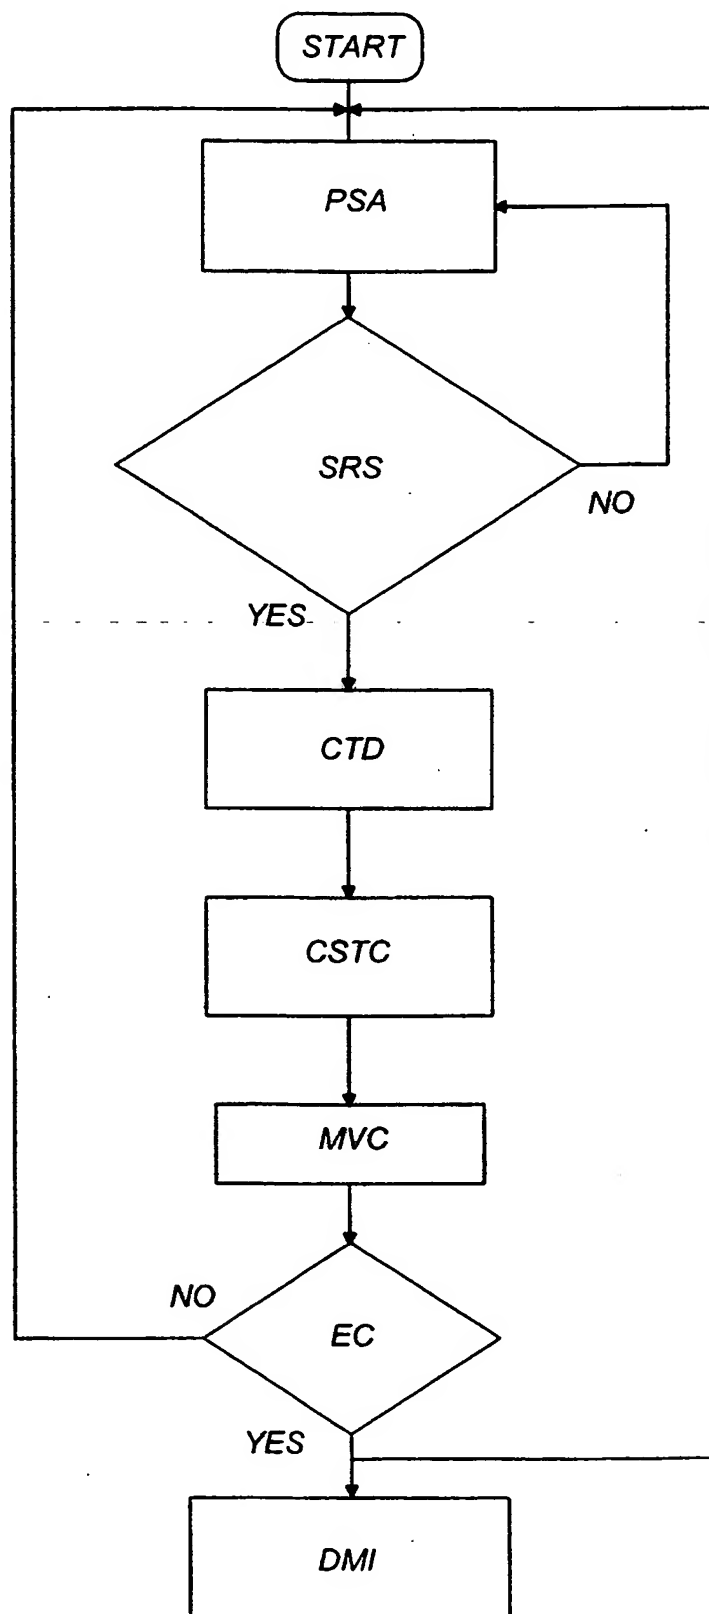 START
PSA
SRS
NO
YES
CTD
CSTC
MVC
NO
EC
YES
DMI